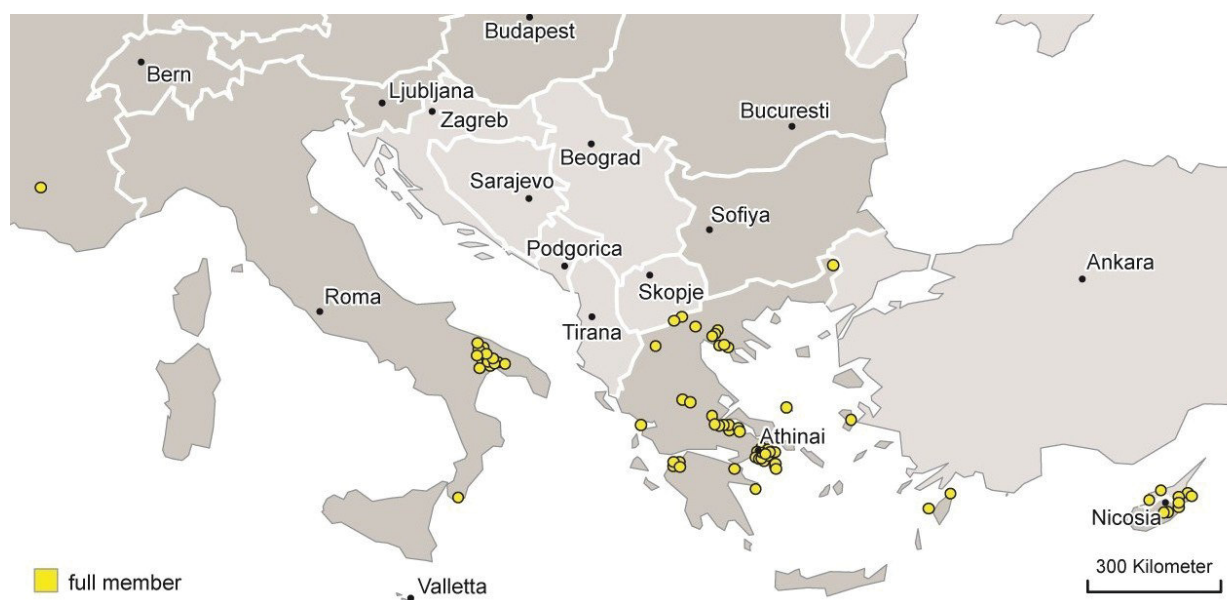 Budapest
Bern
Ljubljana
Zagreb
Bucuresti
Beograd
Sarajevo
Sofiya
Podgorica
Ankara
Skopje
Roma
Tirana
Athinai
Nicosia
300 Kilometer
full member
Valletta